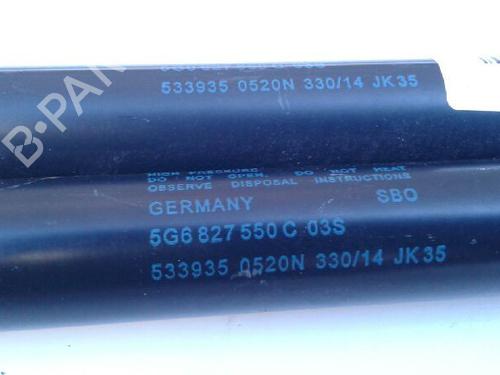 533935 0520N 330/14 JK35
HIGH PRESSURE
DO NOT OPEN. DO NOT HEAT
OBSERVE DISPOSAL INSTRUCTIONS
GERMANY SBO
5G6 827 550 C 03S
533935 0520N 330/14 JK35
B-PARTS